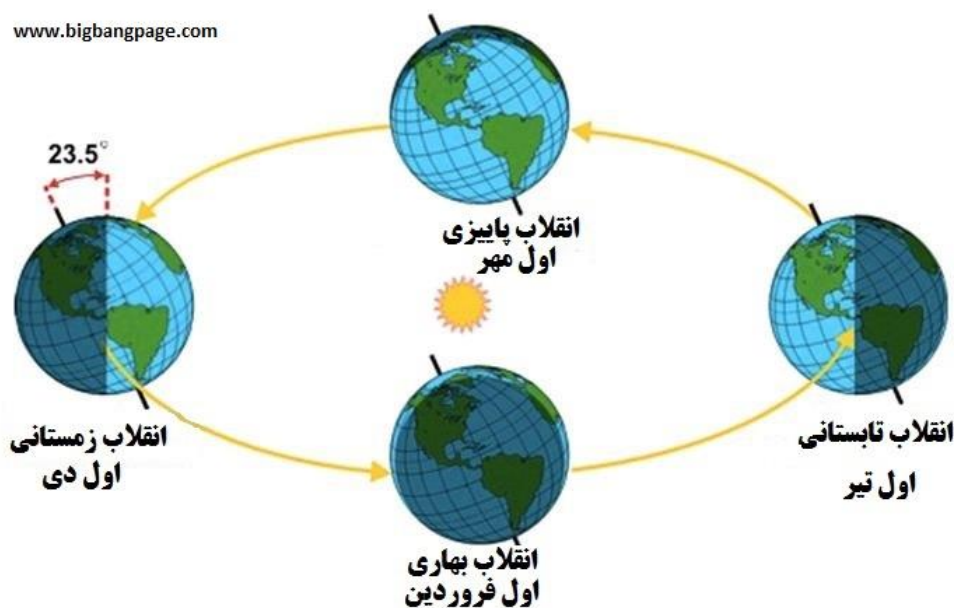 www.bigbangpage.com
23.5°
انقلاب پاییزی
اول مهر
انقلاب زمستانی
اول دی
انقلاب تابستانی
اول تیر
انقلاب بهاری
اول فروردین